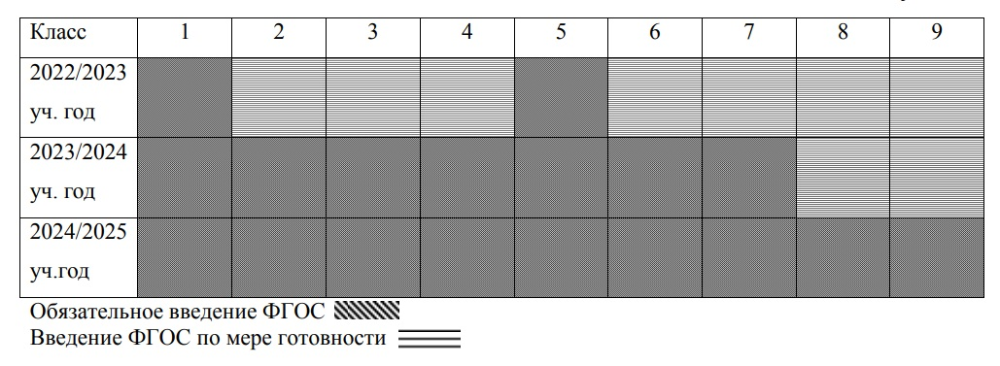 Класс 1 2 3 4 5 6 7 8 9
2022/2023
уч. год
2023/2024
уч. год
2024/2025
уч.год
Обязательное введение ФГОС
Введение ФГОС по мере готовности